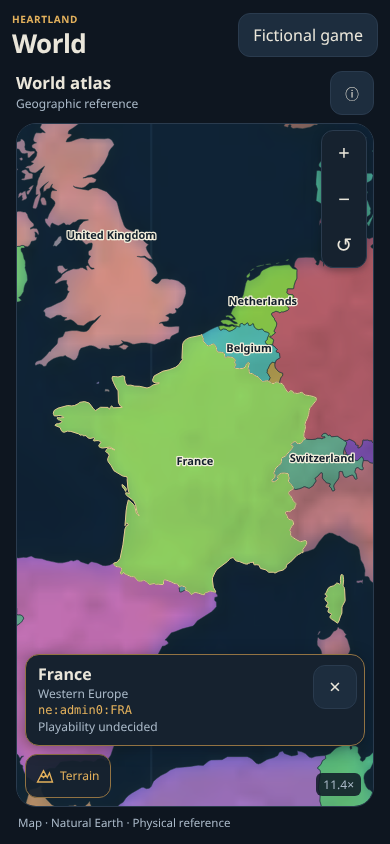 HEARTLAND
World
Fictional game
World atlas
Geographic reference
ⓘ
+
−
↺
United Kingdom
Netherlands
Belgium
France
Switzerland
France
Western Europe
ne:admin0:FRA
Playability undecided
×
Terrain
11.4×
Map · Natural Earth · Physical reference